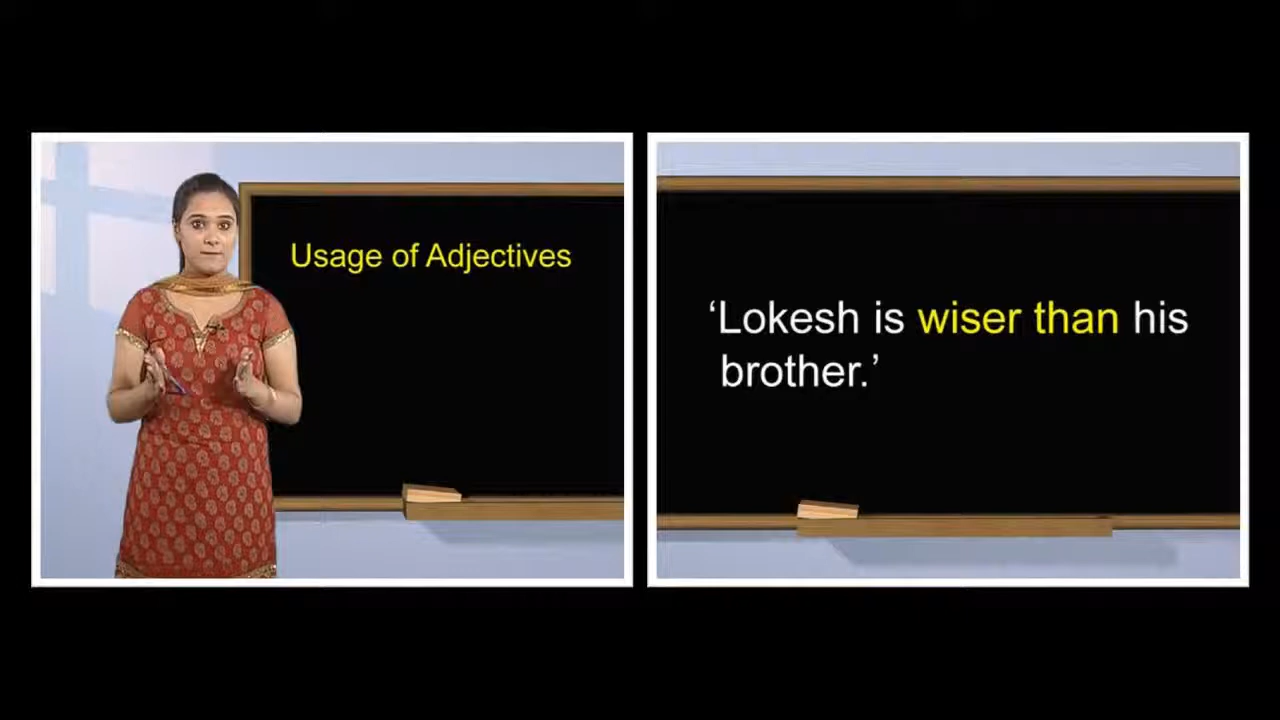 Usage of Adjectives
‘Lokesh is wiser than his
brother.’